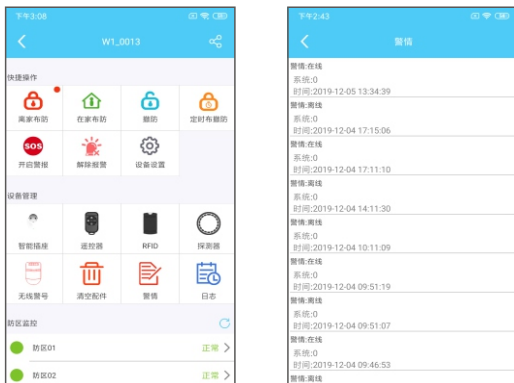 下午3:08
W1_0013
快捷操作
离家布防
在家布防
撤防
定时布撤防
SOS
开启警报
解除报警
设备设置
设备管理
智能插座
遥控器
RFID
探测器
无线警号
清空配件
警情
日志
防区监控
防区01
正常
防区02
正常
下午2:43
警情
警情:在线
系统:0
时间:2019-12-05 13:34:39
警情:离线
系统:0
时间:2019-12-04 17:15:06
警情:在线
系统:0
时间:2019-12-04 17:11:10
警情:离线
系统:0
时间:2019-12-04 14:11:30
警情:离线
系统:0
时间:2019-12-04 10:11:09
警情:在线
系统:0
时间:2019-12-04 09:51:19
警情:离线
系统:0
时间:2019-12-04 09:51:07
警情:在线
系统:0
时间:2019-12-04 09:46:53
警情:离线